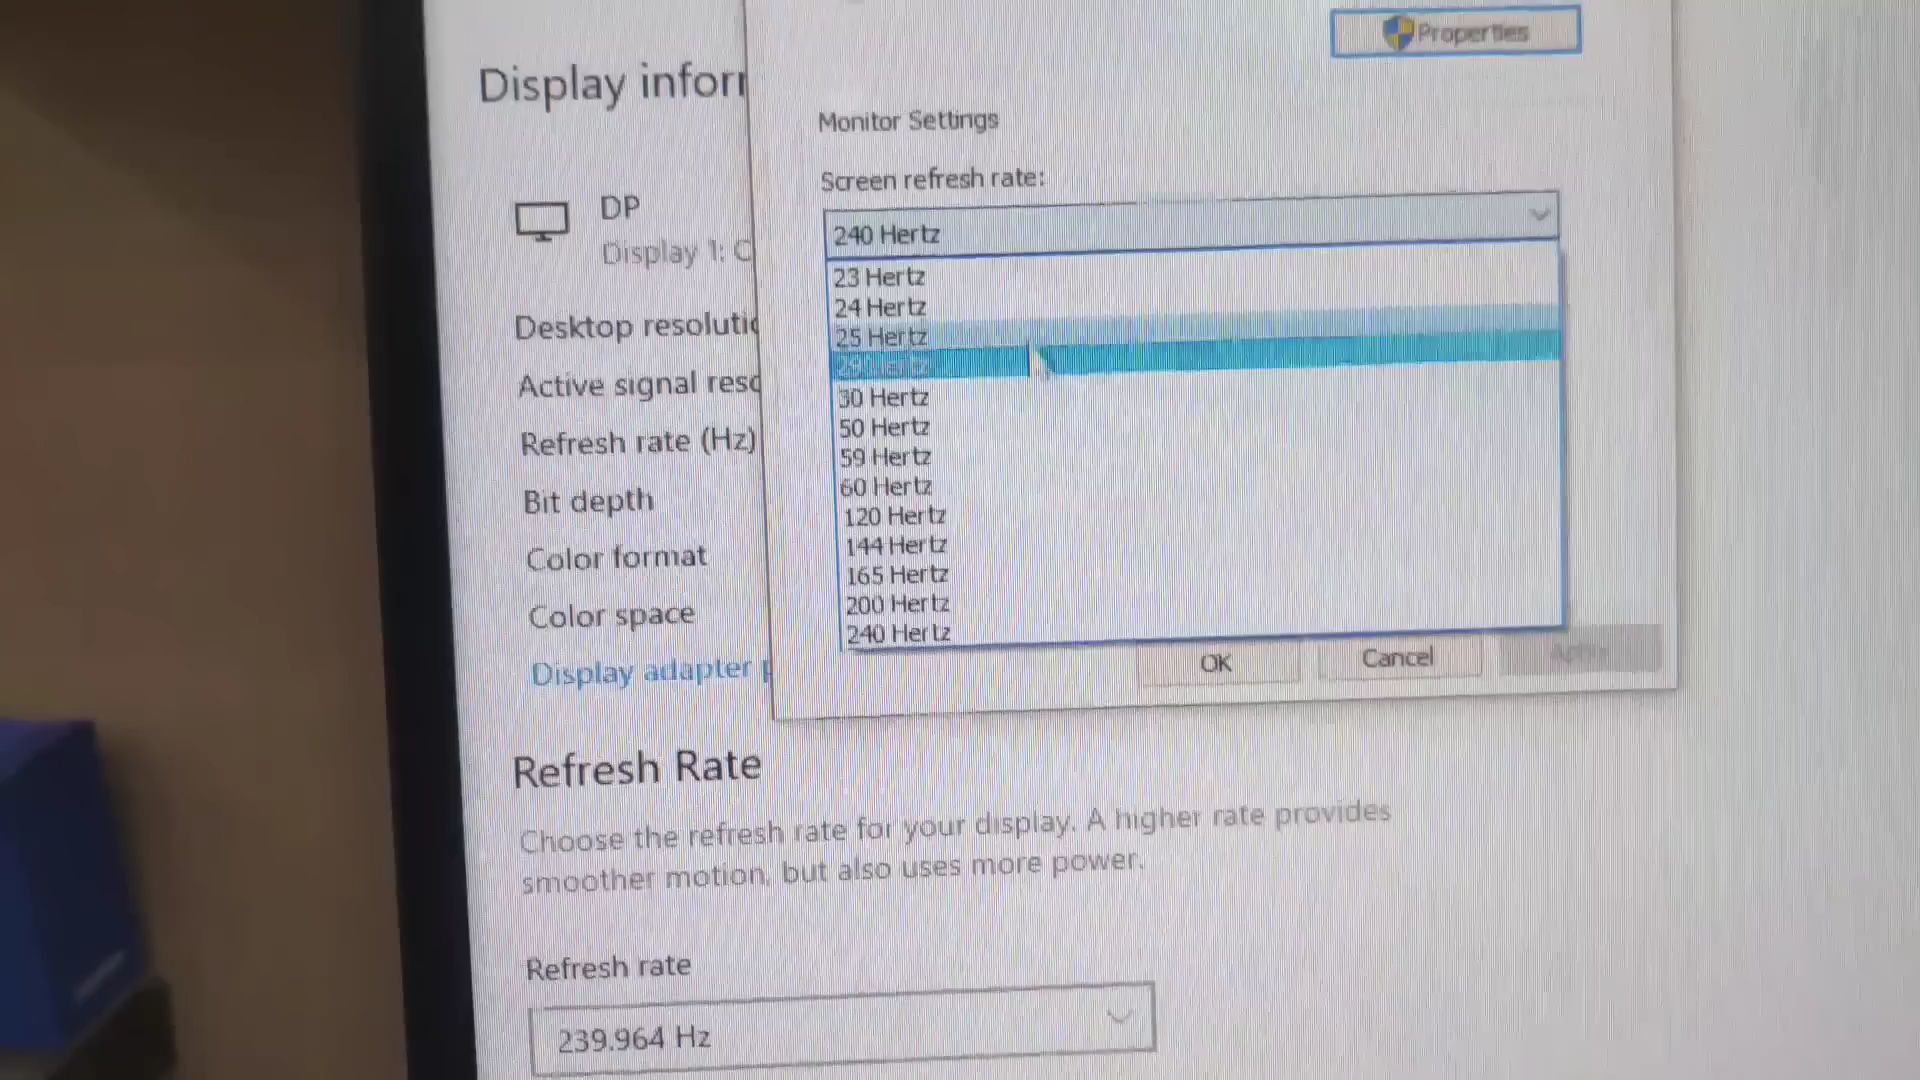 Properties
Display infor
Monitor Settings
Screen refresh rate:
DP
240 Hertz
Display 1:
23 Hertz
24 Hertz
Desktop
25 Hertz
29 Hertz
Active signal
30 Hertz
50 Hertz
Refresh rate (Hz)
59 Hertz
60 Hertz
Bit depth
120 Hertz
144 Hertz
Color format
165 Hertz
200 Hertz
Color space
240 Hertz
OK
Cancel
Apply
Display adapter
Refresh Rate
Choose the refresh rate for your display. A higher rate provides
smoother motion, but also uses more power.
Refresh rate
239.964 Hz